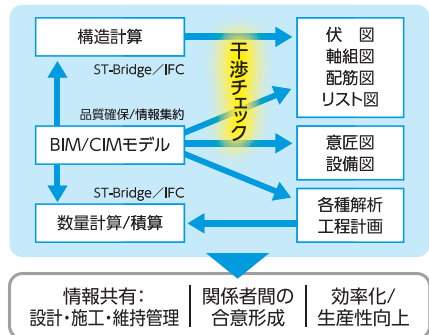 構造計算
ST-Bridge／IFC
品質確保/情報集約
BIM/CIMモデル
ST-Bridge／IFC
数量計算/積算
干渉チェック
伏　図
軸組図
配筋図
リスト図
意匠図
設備図
各種解析
工程計画
情報共有：
設計・施工・維持管理
関係者間の
合意形成
効率化/
生産性向上